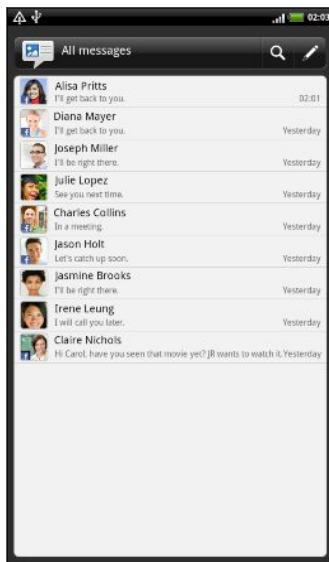 02:03
All messages
Alisa Pritts
I'll get back to you. 02:01
Diana Mayer
I'll get back to you. Yesterday
Joseph Miller
I'll be right there. Yesterday
Julie Lopez
See you next time. Yesterday
Charles Collins
In a meeting. Yesterday
Jason Holt
Let's catch up soon. Yesterday
Jasmine Brooks
I'll be right there. Yesterday
Irene Leung
I will call you later. Yesterday
Claire Nichols
Hi Carol, have you seen that movie yet? JR wants to watch it. Yesterday